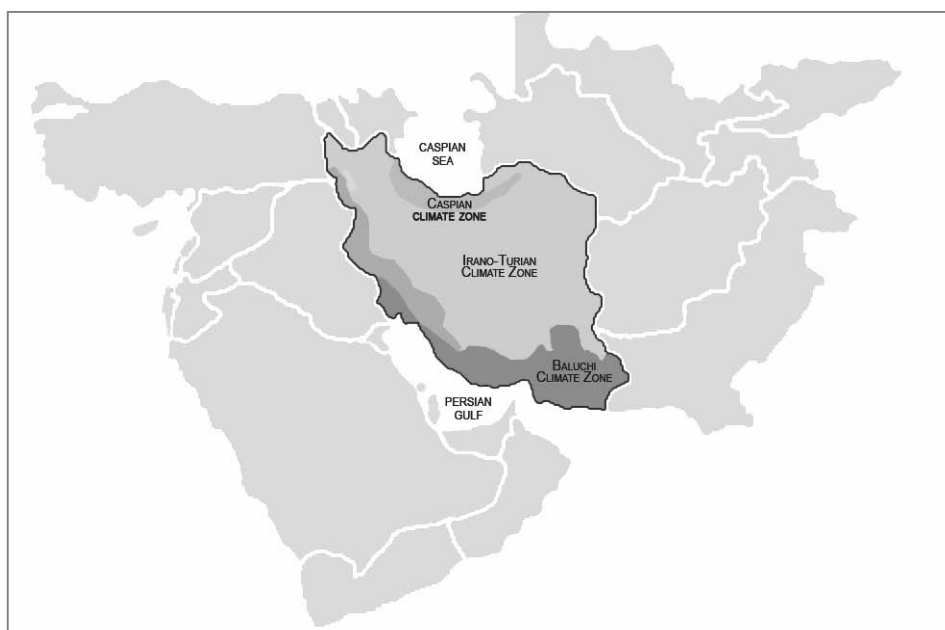 CASPIAN
SEA
CASPIAN
CLIMATE ZONE
IRANO-TURIAN
CLIMATE ZONE
BALUCHI
CLIMATE ZONE
PERSIAN
GULF